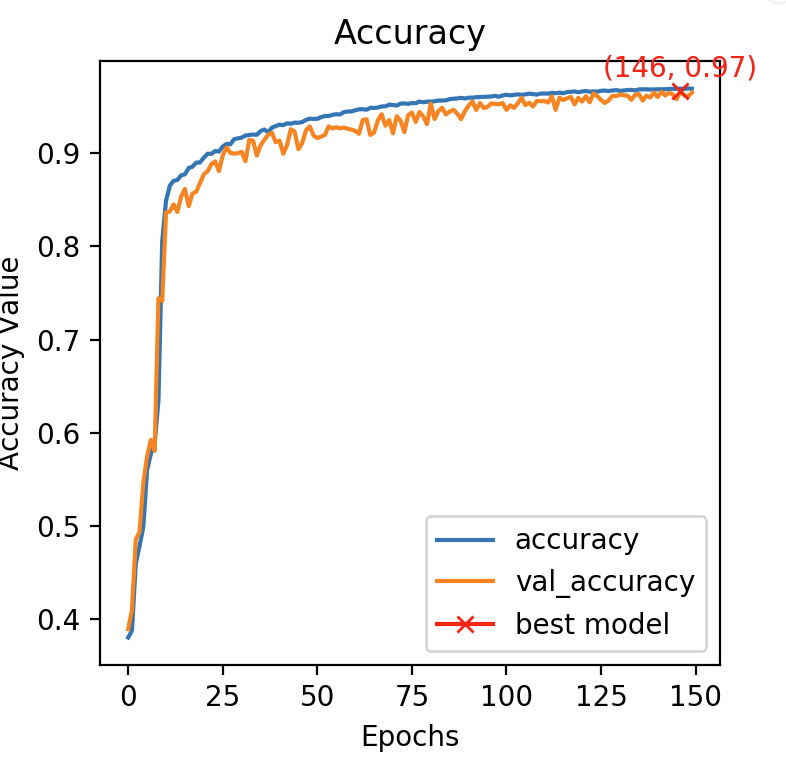 Accuracy
(146, 0.97)
0.9
0.8
0.7
0.6
0.5
0.4
Accuracy Value
accuracy
val_accuracy
best model
0 25 50 75 100 125 150
Epochs